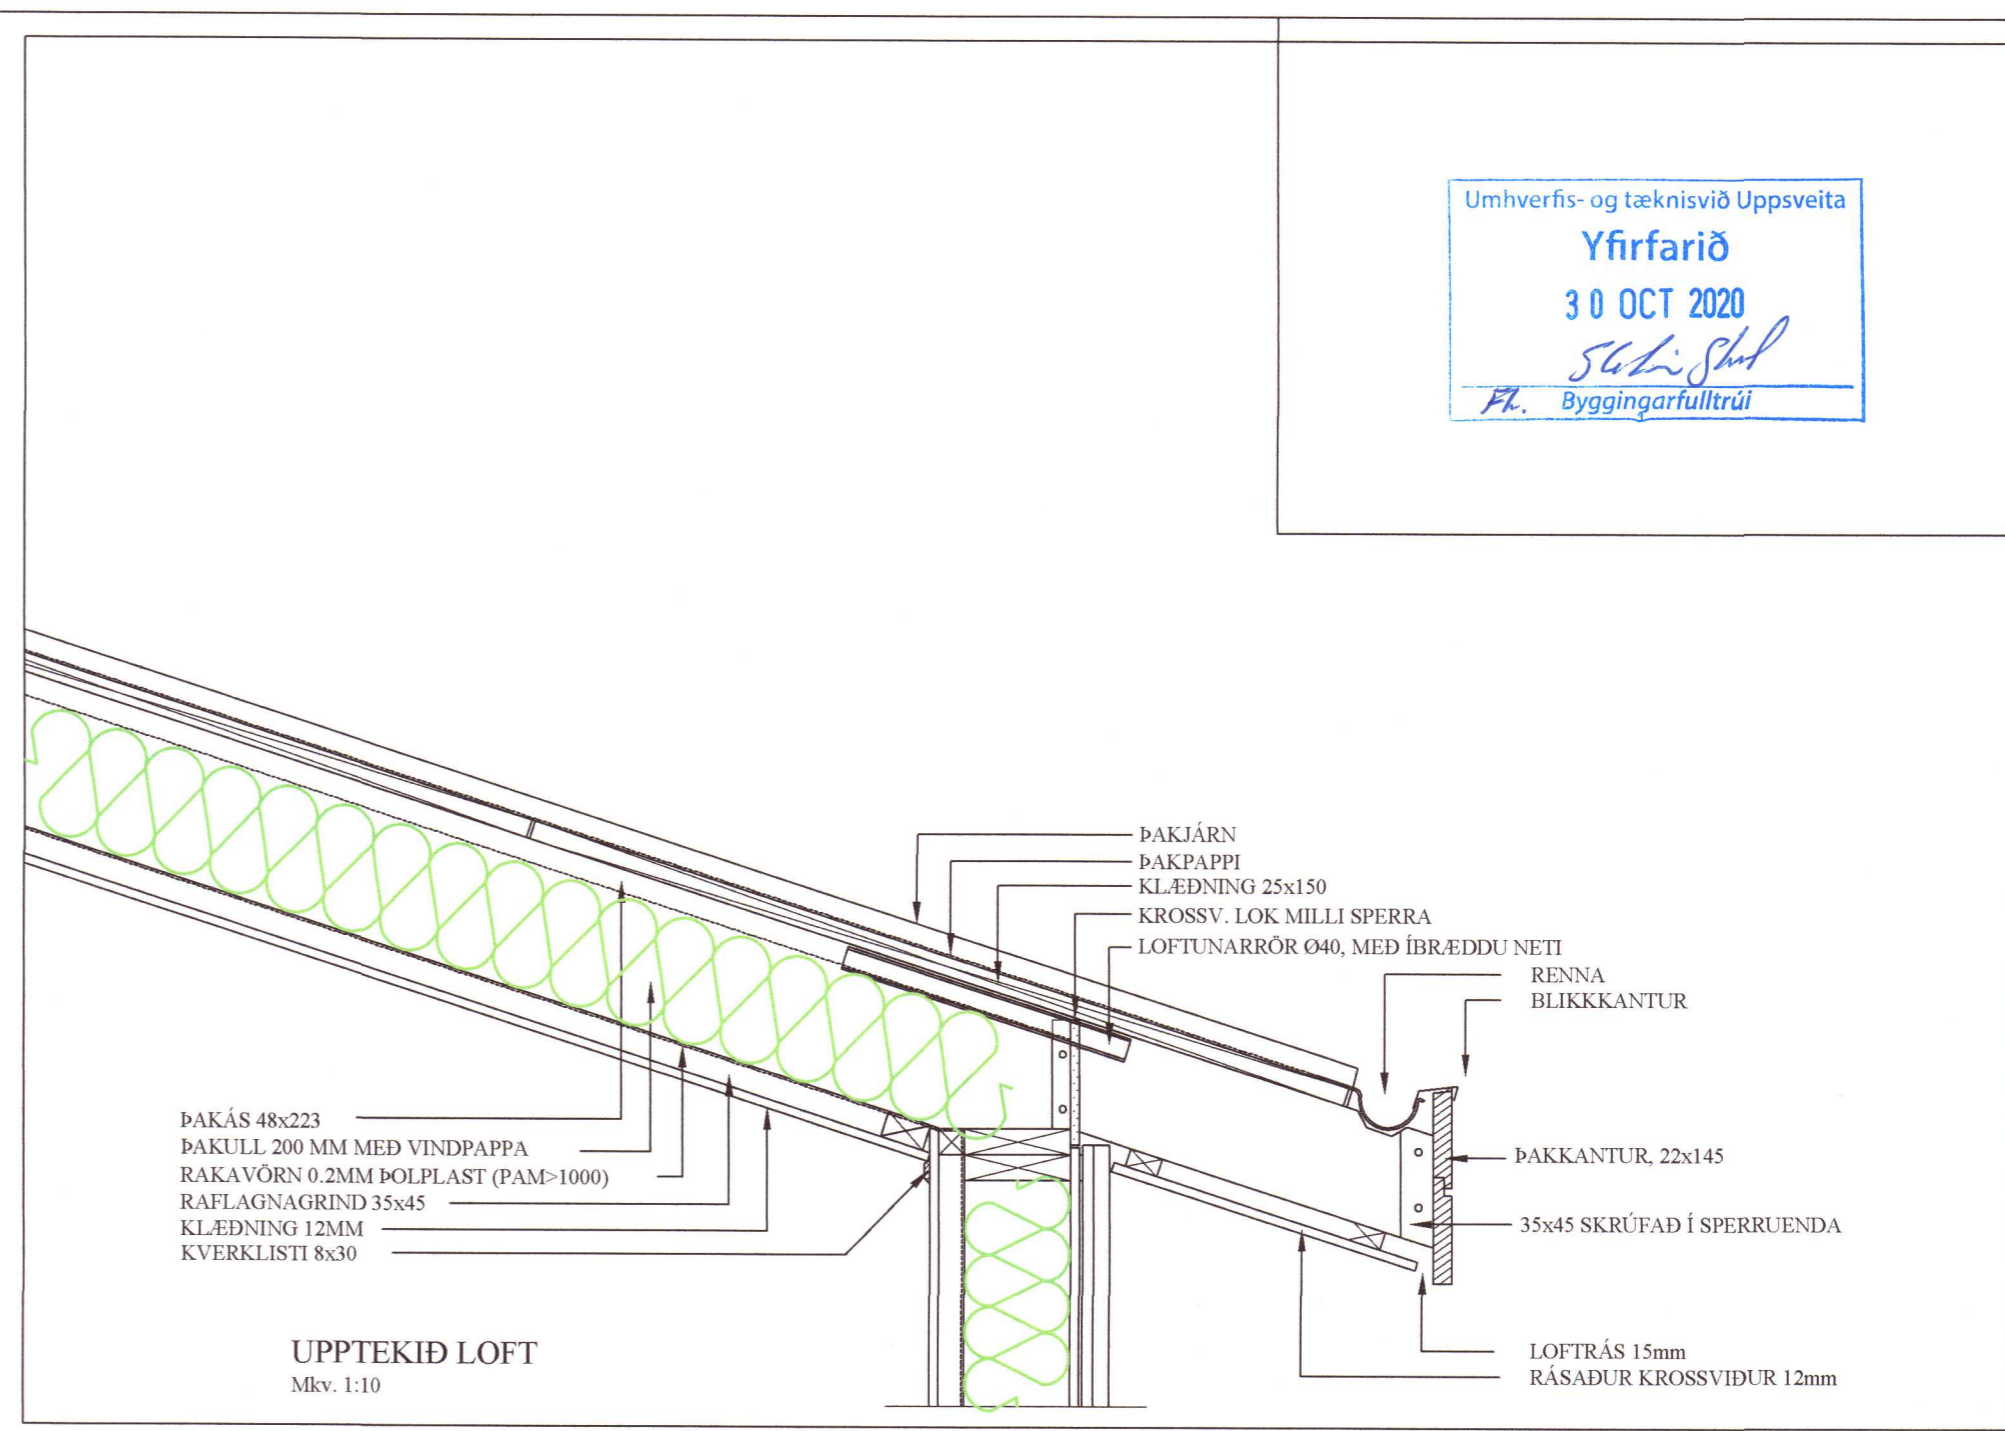 Umhverfis- og tæknisvið Uppsveita
Yfirfarið
30 OCT 2020
Fh. Byggingarfulltrúi
ÞAKJÁRN
ÞAKPAPPI
KLÆÐNING 25x150
KROSSV. LOK MILLI SPERRA
LOFTUNARRÖR Ø40, MEÐ ÍBRÆDDU NETI
RENNA
BLIKKKANTUR
ÞAKÁS 48x223
ÞAKULL 200 MM MEÐ VINDPAPPA
RAKAVÖRN 0.2MM ÞOLPLAST (PAM>1000)
RAFLAGNAGRIND 35x45
KLÆÐNING 12MM
KVERKLISTI 8x30
ÞAKKANTUR, 22x145
35x45 SKRÚFAÐ Í SPERRUENDA
LOFTRÁS 15mm
RÁSAÐUR KROSSVIÐUR 12mm
UPPTEKIÐ LOFT
Mkv. 1:10